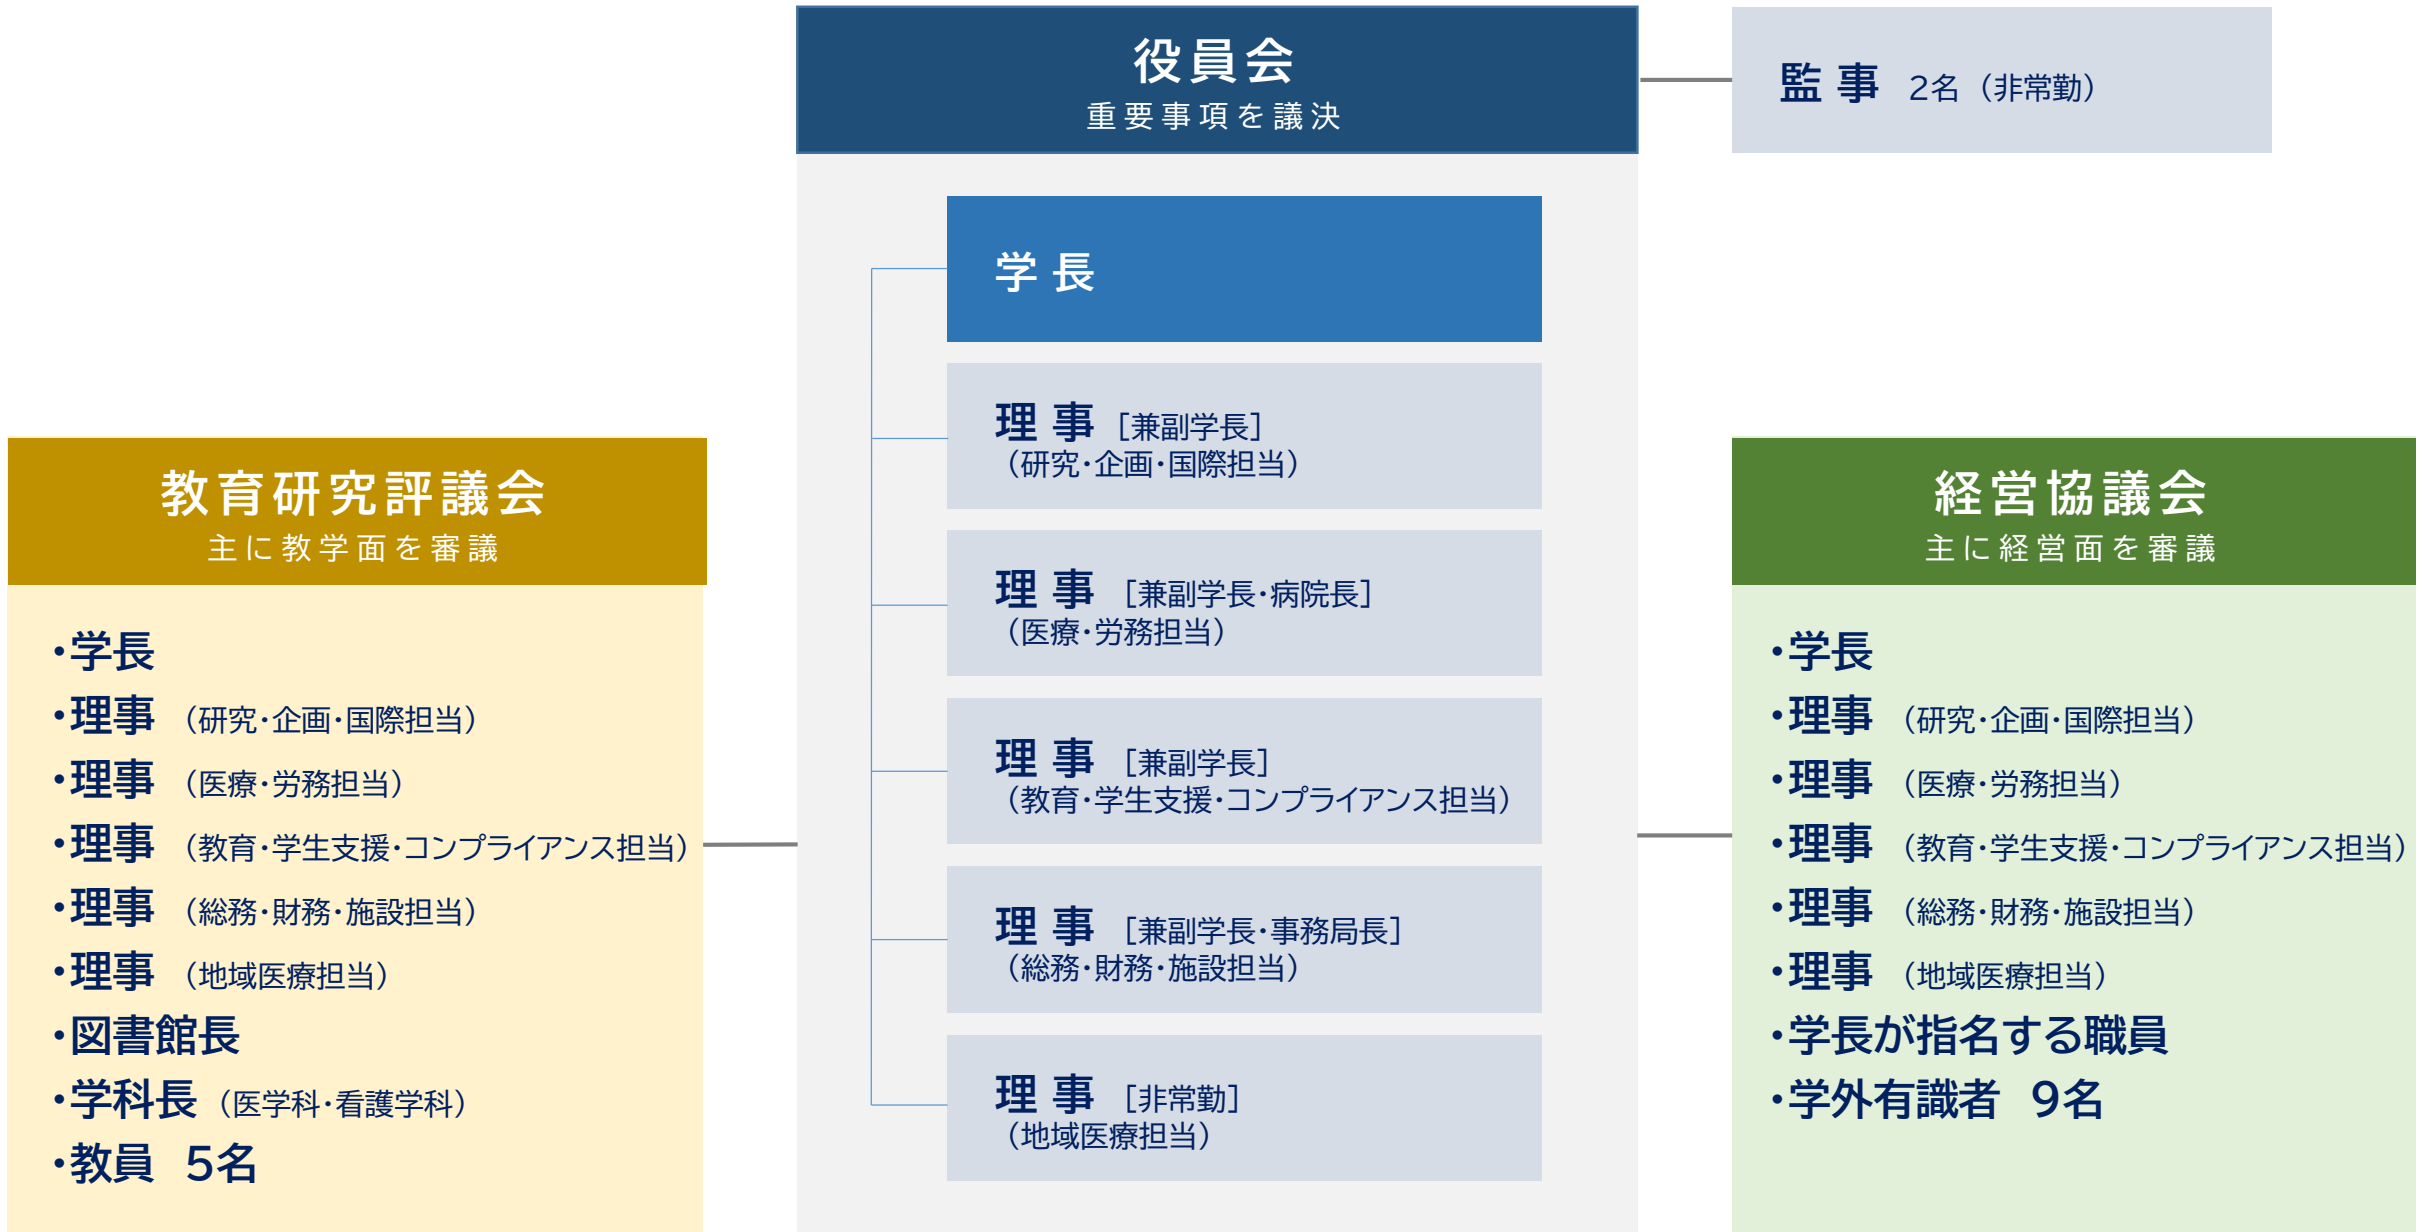 役員会
重要事項を議決
監 事 2名（非常勤）
学 長
理 事 ［兼副学長］
（研究・企画・国際担当）
理 事 ［兼副学長・病院長］
（医療・労務担当）
理 事 ［兼副学長］
（教育・学生支援・コンプライアンス担当）
理 事 ［兼副学長・事務局長］
（総務・財務・施設担当）
理 事 ［非常勤］
（地域医療担当）
教育研究評議会
主に教学面を審議
・学長
・理事 （研究・企画・国際担当）
・理事 （医療・労務担当）
・理事 （教育・学生支援・コンプライアンス担当）
・理事 （総務・財務・施設担当）
・理事 （地域医療担当）
・図書館長
・学科長（医学科・看護学科）
・教員 5名
経営協議会
主に経営面を審議
・学長
・理事 （研究・企画・国際担当）
・理事 （医療・労務担当）
・理事 （教育・学生支援・コンプライアンス担当）
・理事 （総務・財務・施設担当）
・理事 （地域医療担当）
・学長が指名する職員
・学外有識者 9名